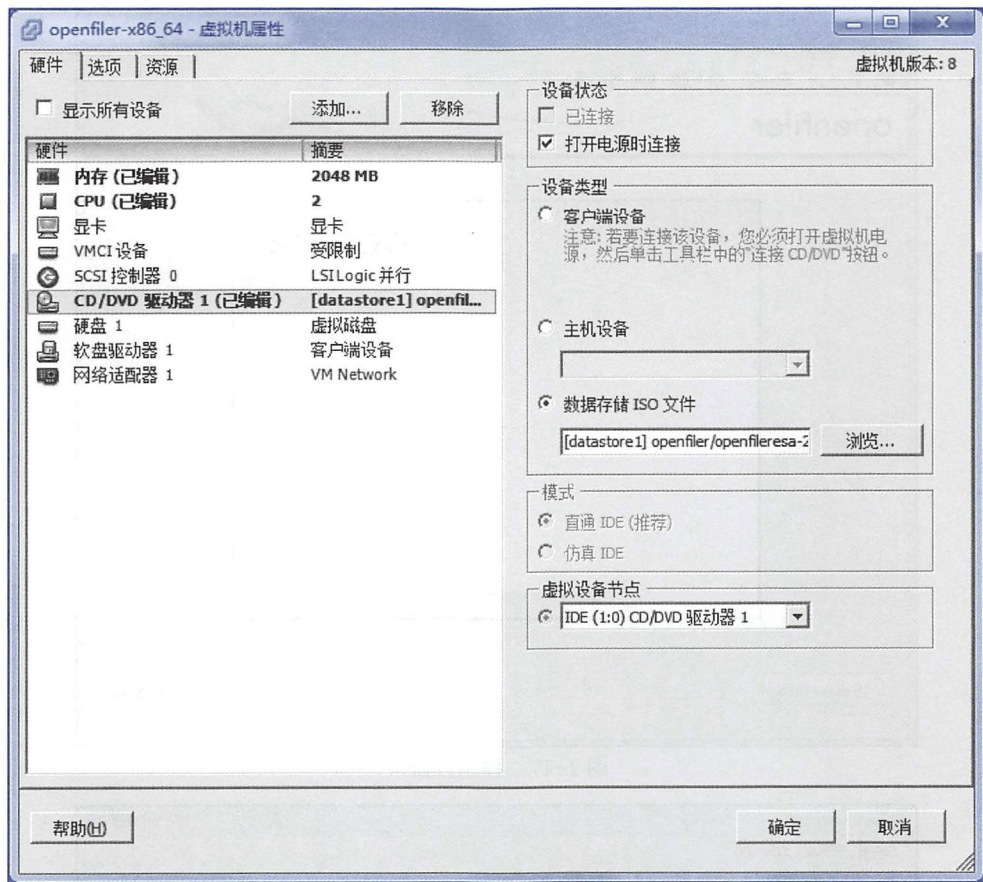 openfiler-x86_64 - 虚拟机属性
硬件 选项 资源 虚拟机版本: 8
显示所有设备 添加... 移除
硬件 摘要
内存 (已编辑) 2048 MB
CPU (已编辑) 2
显卡 显卡
VMCI 设备 受限制
SCSI 控制器 0 LSI Logic 并行
CD/DVD 驱动器 1 (已编辑) [datastore1] openfil...
硬盘 1 虚拟磁盘
软盘驱动器 1 客户端设备
网络适配器 1 VM Network
设备状态
已连接
打开电源时连接
设备类型
客户端设备
注意: 若要连接该设备，您必须打开虚拟机电
源，然后单击工具栏中的"连接 CD/DVD"按钮。
主机设备
数据存储 ISO 文件
[datastore1] openfiler/openfileresa-2 浏览...
模式
直通 IDE (推荐)
仿真 IDE
虚拟设备节点
IDE (1:0) CD/DVD 驱动器 1
帮助(H) 确定 取消